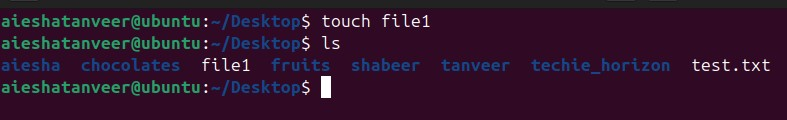 aieshatanveer@ubuntu:~/Desktop$ touch file1
aieshatanveer@ubuntu:~/Desktop$ ls
aiesha  chocolates  file1  fruits  shabeer  tanveer  techie_horizon  test.txt
aieshatanveer@ubuntu:~/Desktop$